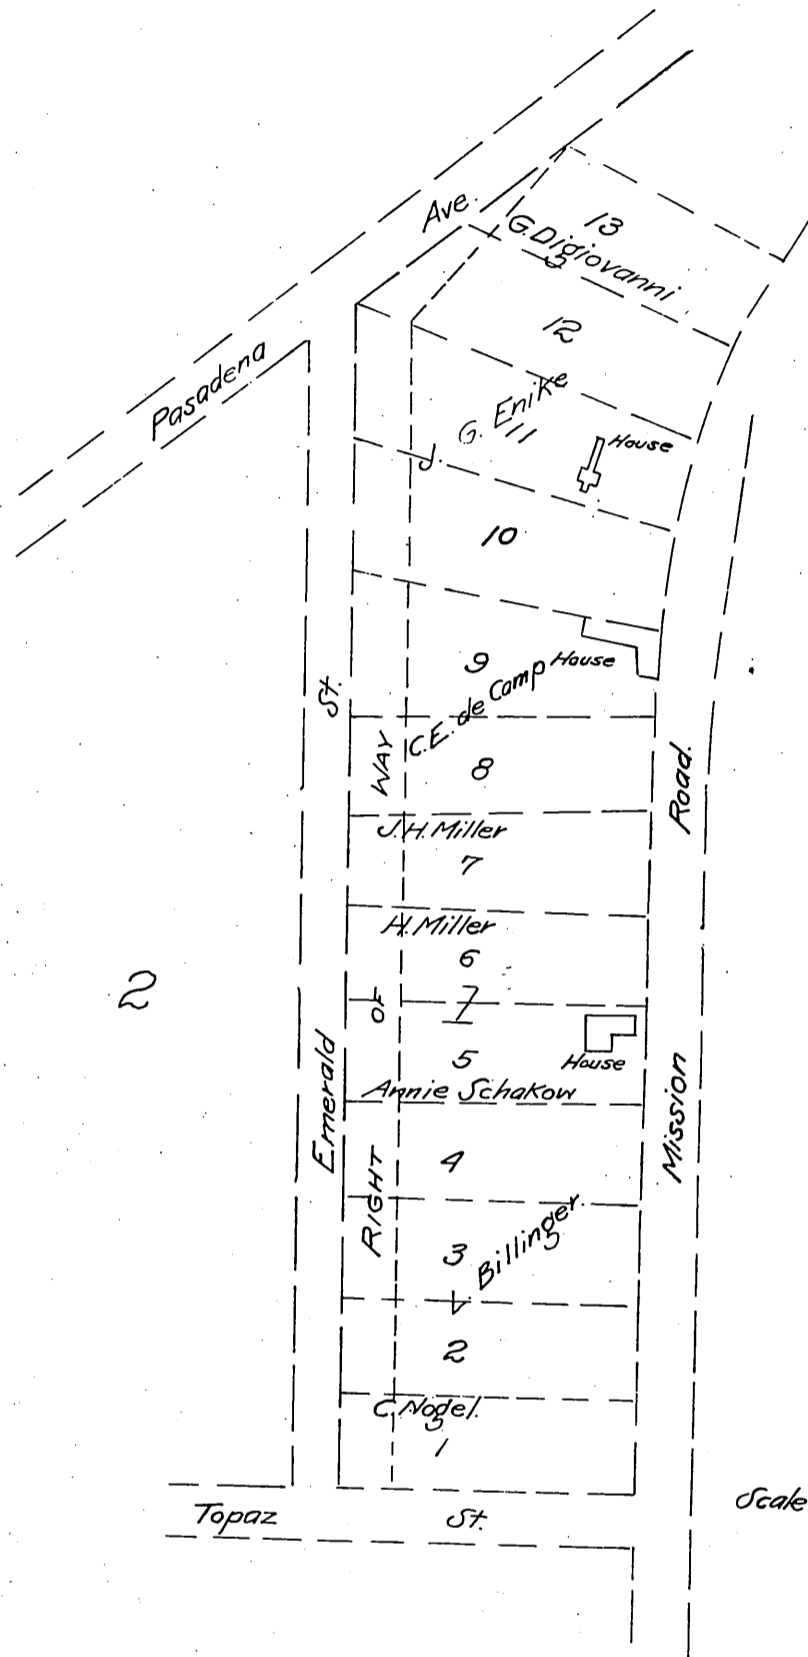 Pasadena Ave.
13
G. Digiovanni
12
J. G. Enike
11
House
10
9
House
C.E. de Camp
8
J.H. Miller
7
H. Miller
6
7
5
House
Annie Schakow
4
3
L Billinger.
2
C. Nogel.
1
2
Emerald St.
RIGHT OF WAY
Mission Road.
Topaz St.
Scale